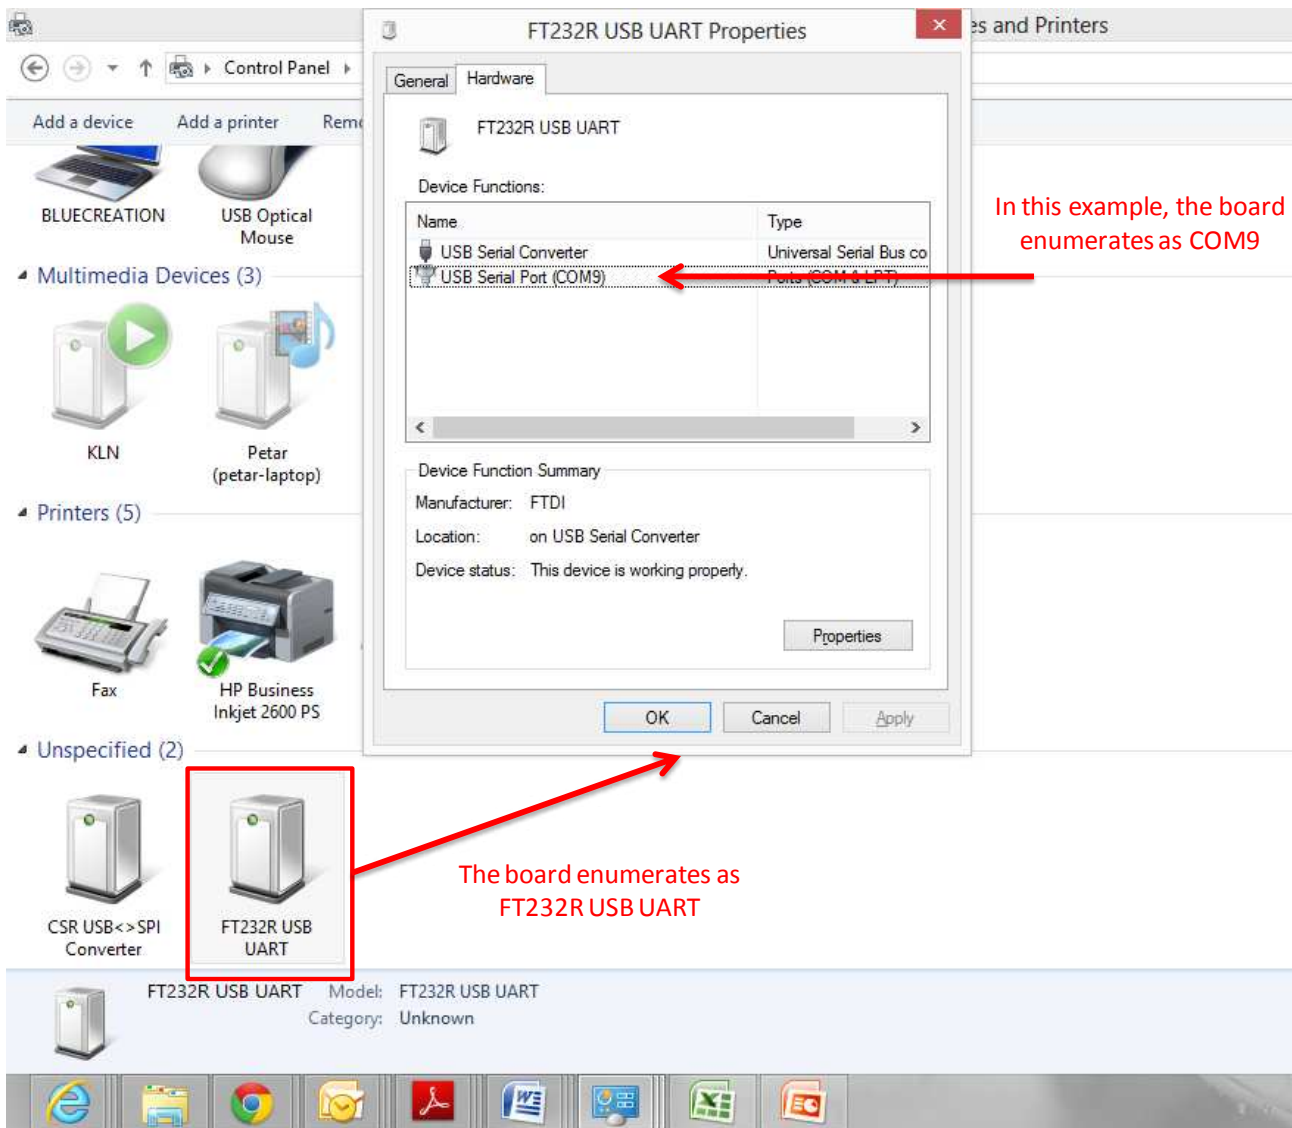 FT232R USB UART Properties
es and Printers
Control Panel
General Hardware
Add a device Add a printer Rem
FT232R USB UART
Device Functions:
Name Type
USB Serial Converter Universal Serial Bus co
USB Serial Port (COM9) Ports (COM & LPT)
In this example, the board
enumerates as COM9
BLUECREATION
USB Optical
Mouse
Multimedia Devices (3)
KLN
Petar
(petar-laptop)
Device Function Summary
Manufacturer: FTDI
Location: on USB Serial Converter
Device status: This device is working properly.
Properties
OK Cancel Apply
Printers (5)
Fax
HP Business
Inkjet 2600 PS
Unspecified (2)
CSR USB<>SPI
Converter
FT232R USB
UART
The board enumerates as
FT232R USB UART
FT232R USB UART Model: FT232R USB UART
Category: Unknown